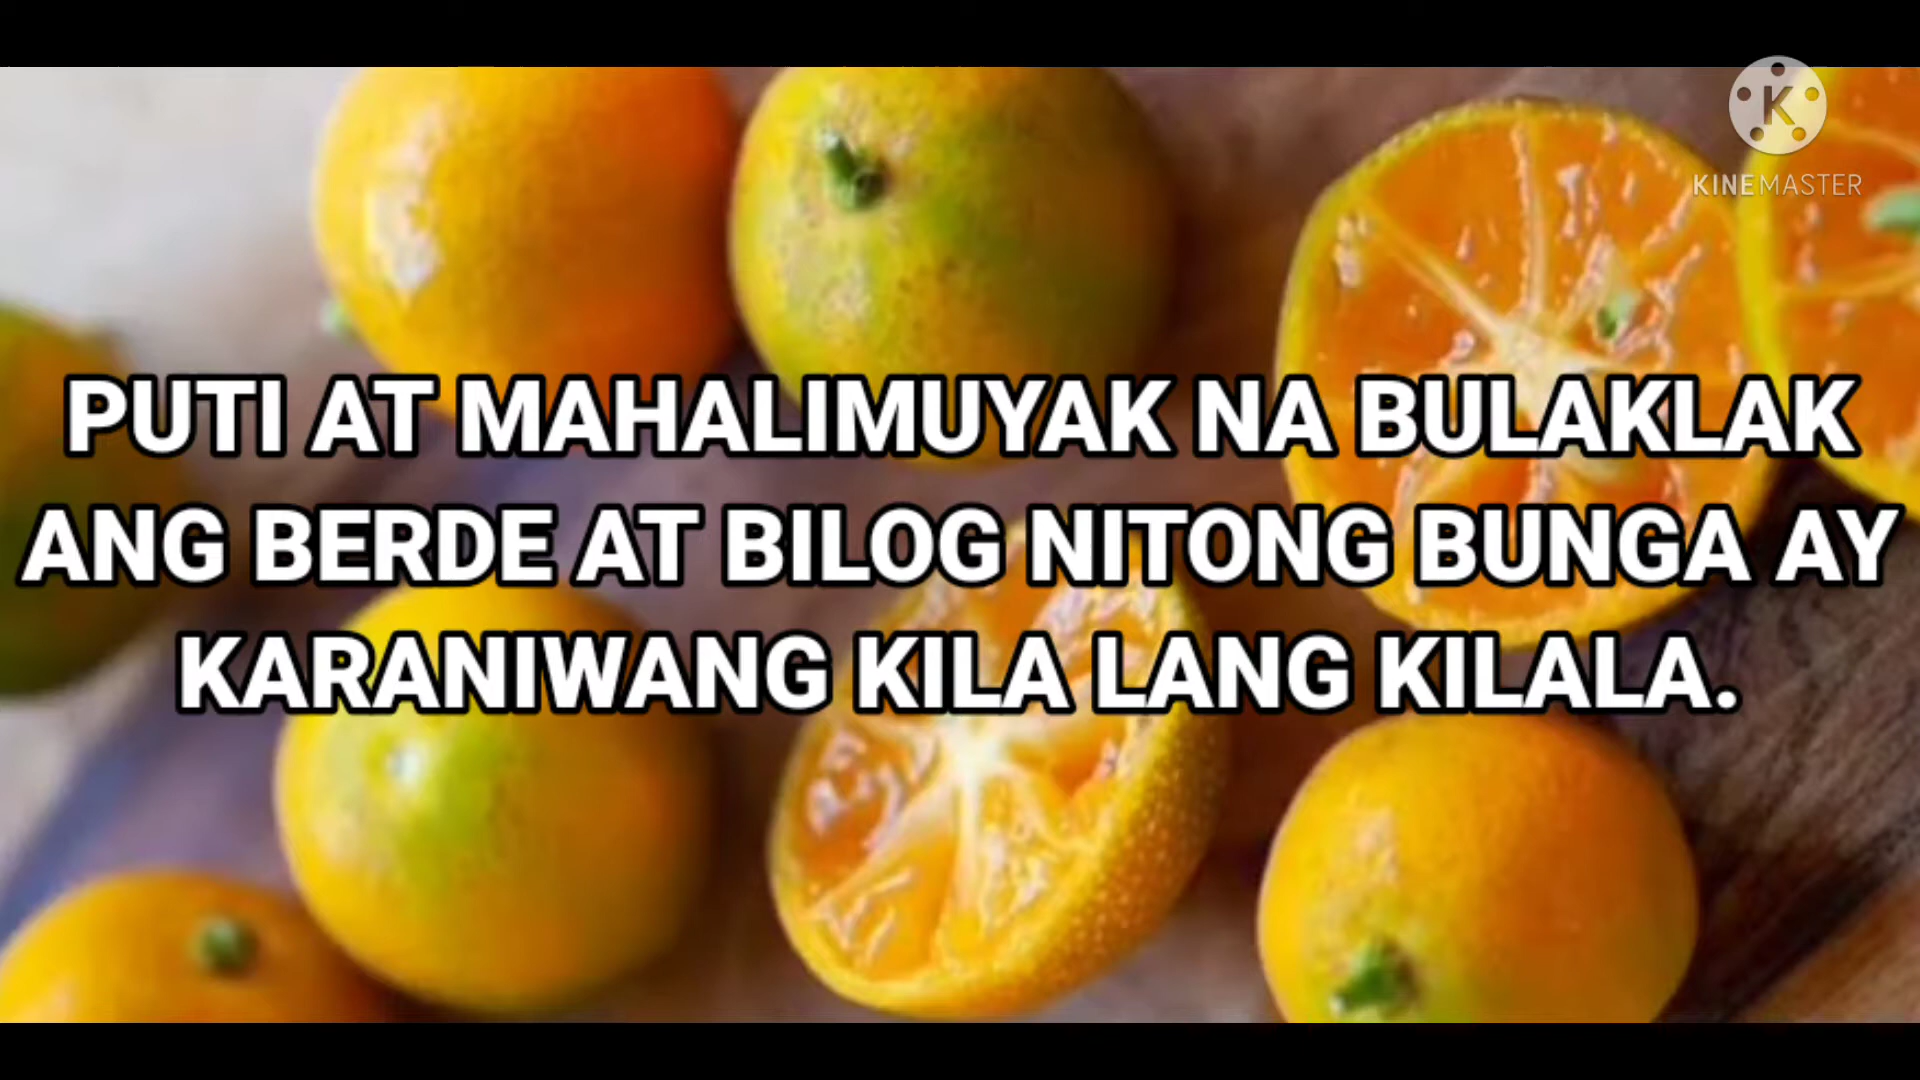 KINEMASTER
PUTI AT MAHALIMUYAK NA BULAKLAK
ANG BERDE AT BILOG NITONG BUNGA AY
KARANIWANG KILA LANG KILALA.